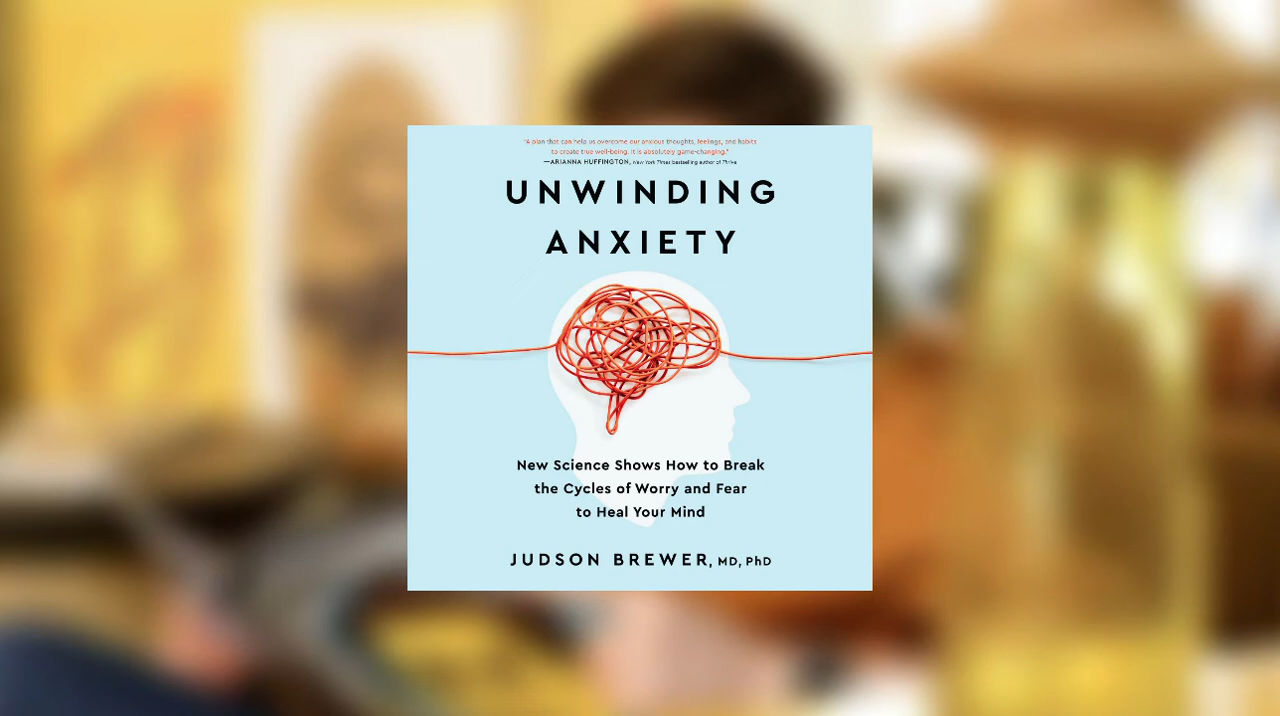 "A plan that can help us overcome our anxious thoughts, feelings, and habits
to create true well-being. It is absolutely game-changing."
—ARIANNA HUFFINGTON, New York Times bestselling author of Thrive
UNWINDING
ANXIETY
New Science Shows How to Break
the Cycles of Worry and Fear
to Heal Your Mind
JUDSON BREWER, MD, PhD